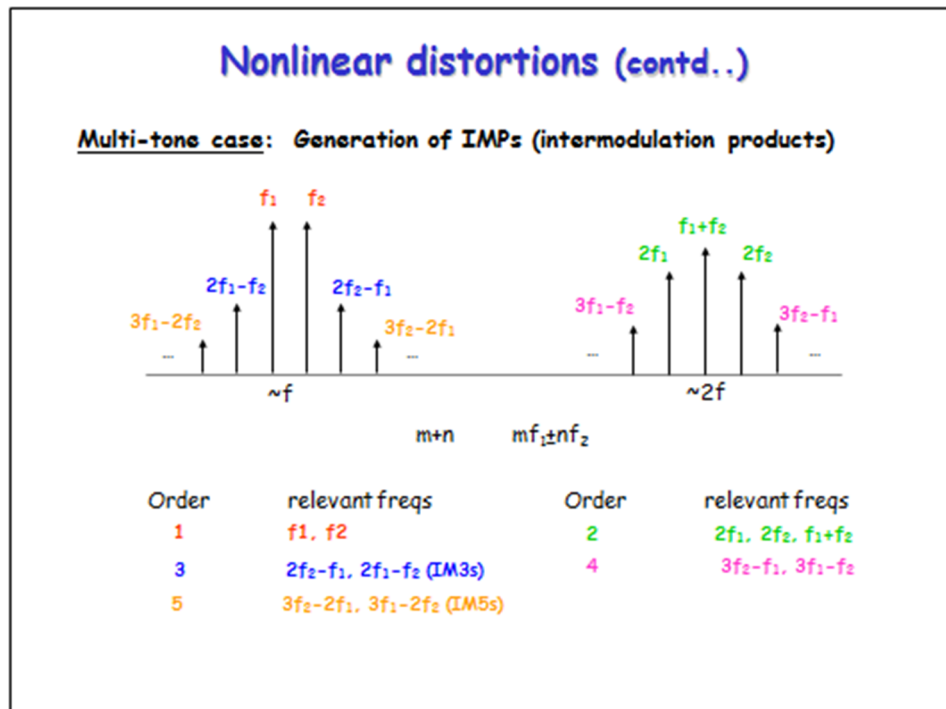 Nonlinear distortions (contd..)
Multi-tone case: Generation of IMPs (intermodulation products)
f₁ f₂
f₁+f₂
2f₁ 2f₂
2f₁-f₂ 2f₂-f₁
3f₁-f₂ 3f₂-f₁
3f₁-2f₂ 3f₂-2f₁
... ... ... ...
~f ~2f
m+n mf₁±nf₂
Order relevant freqs Order relevant freqs
1 f1, f2 2 2f₁, 2f₂, f₁+f₂
3 2f₂-f₁, 2f₁-f₂ (IM3s) 4 3f₂-f₁, 3f₁-f₂
5 3f₂-2f₁, 3f₁-2f₂ (IM5s)